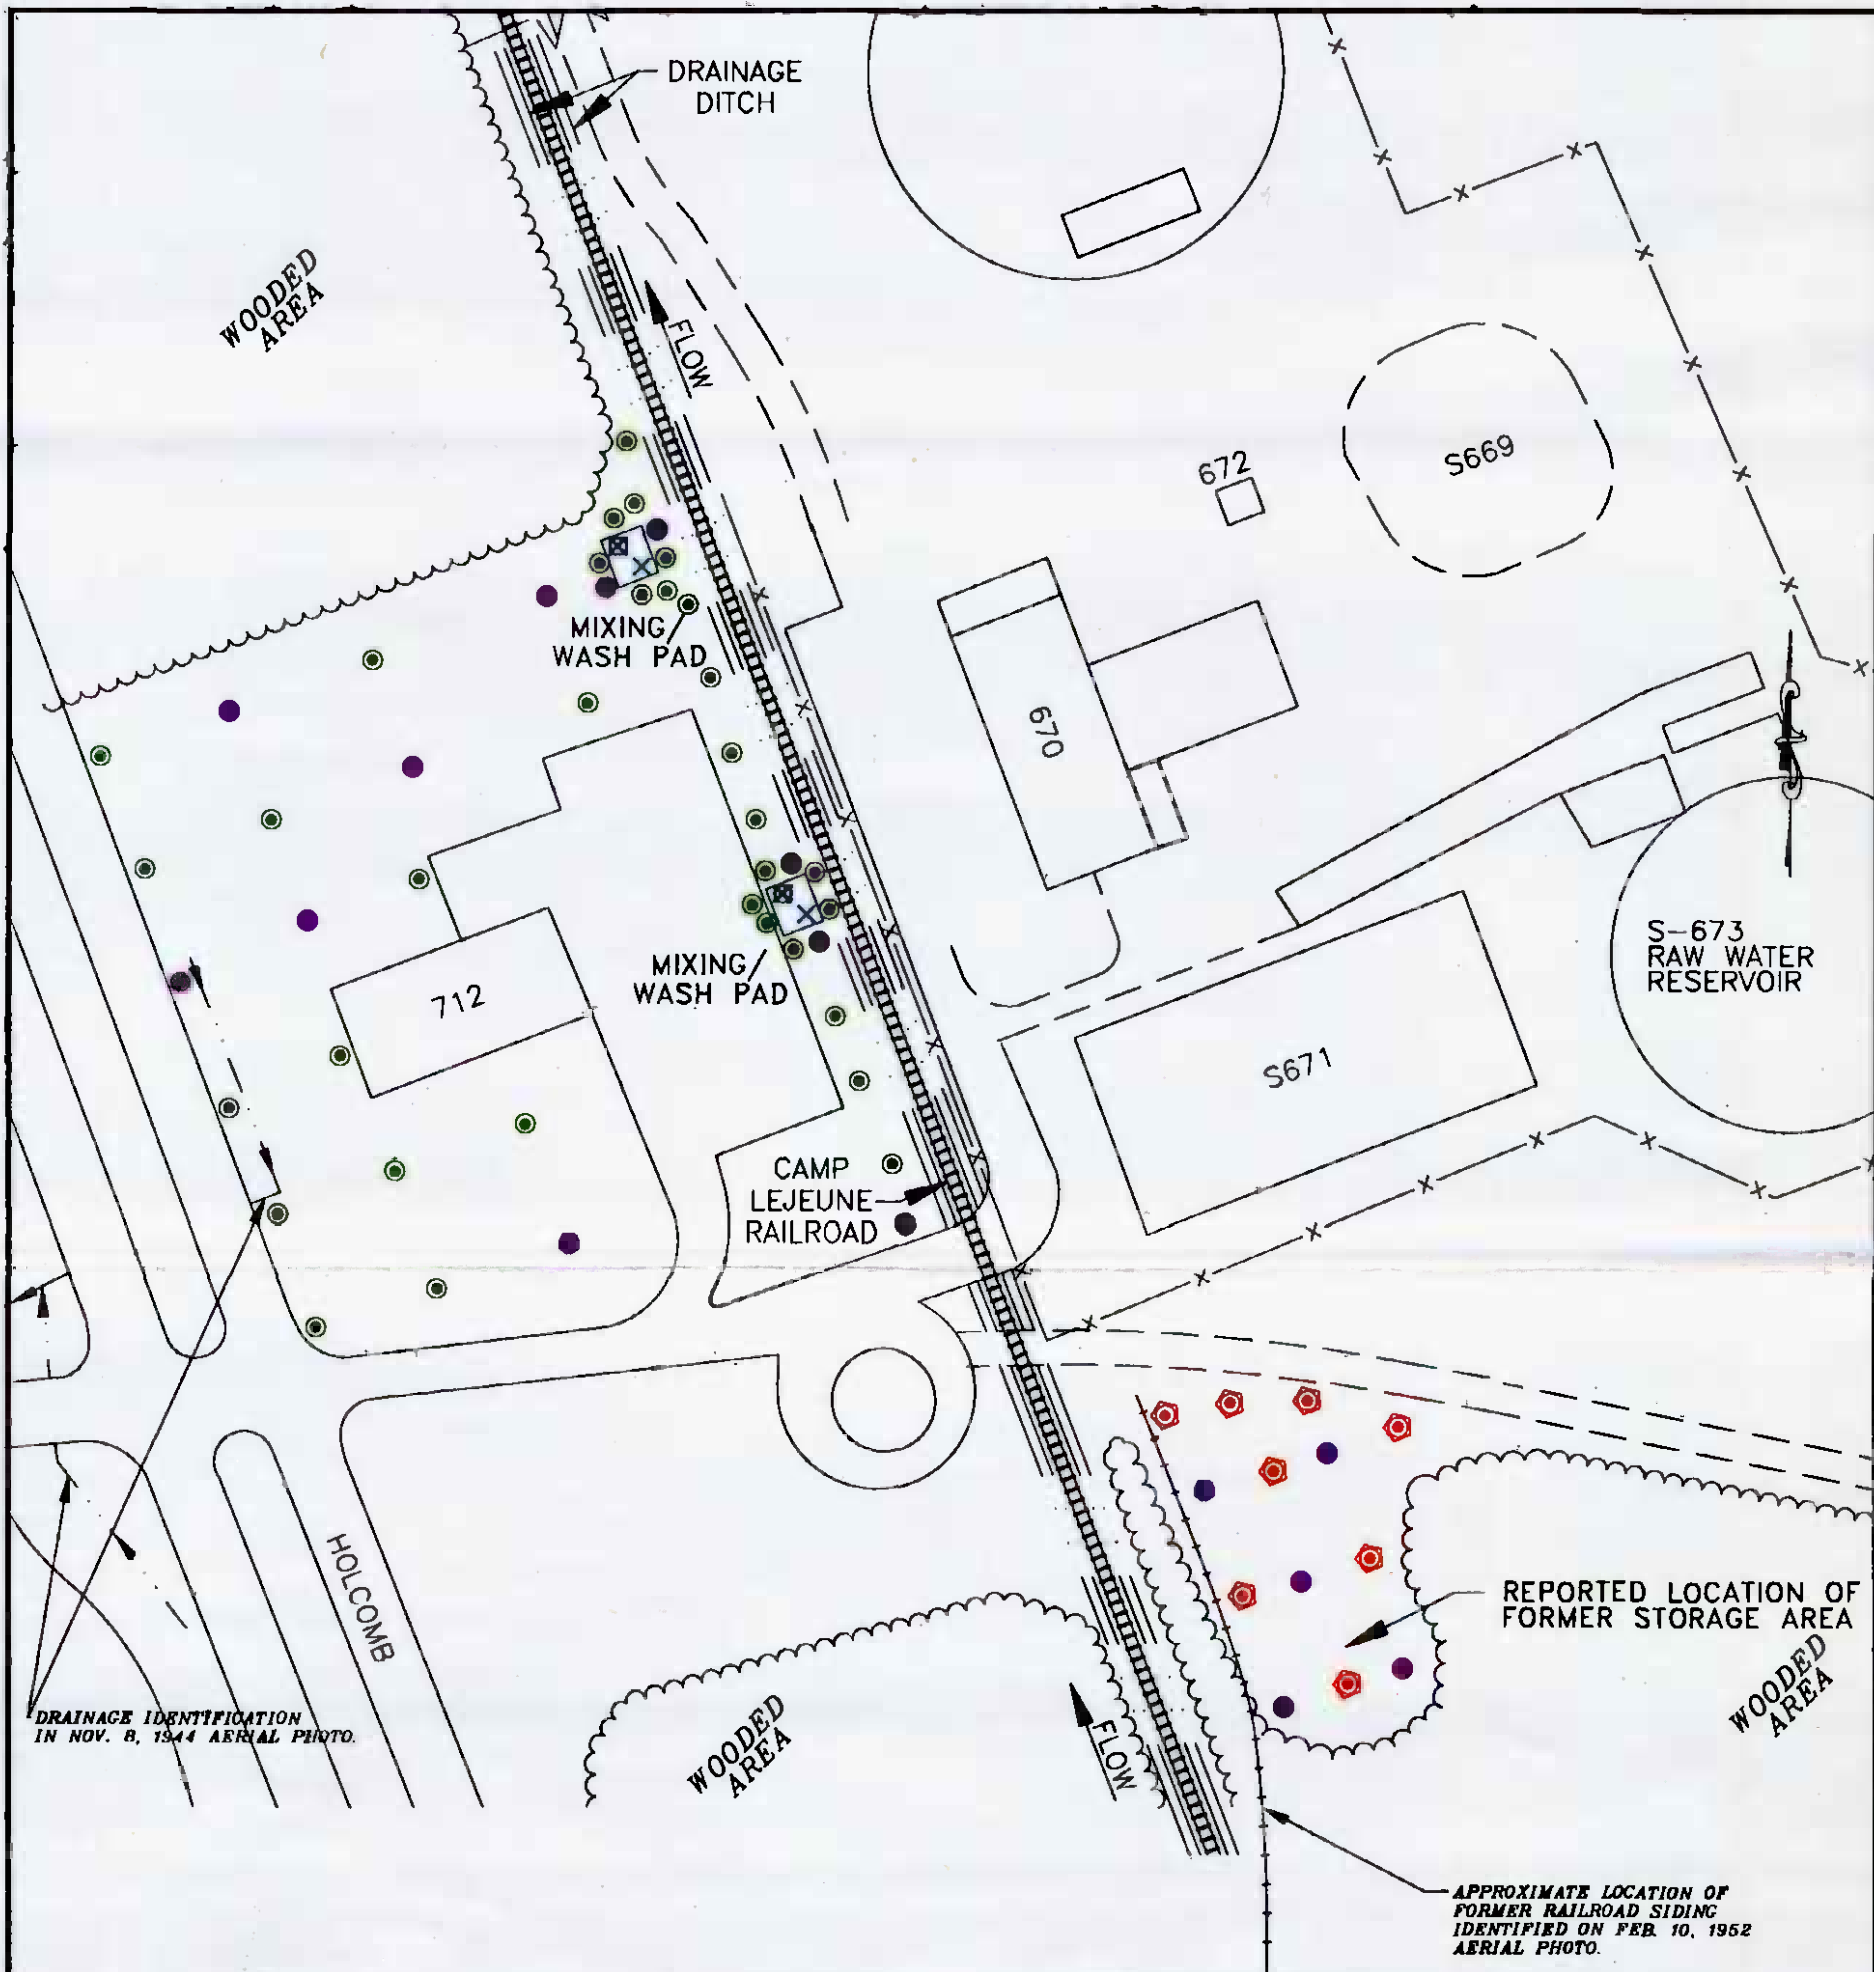 DRAINAGE
DITCH
WOODED
AREA
FLOW
672
S669
MIXING
WASH PAD
670
S-673
RAW WATER
RESERVOIR
MIXING
WASH PAD
712
S671
CAMP
LEJEUNE
RAILROAD
HOLCOMB
REPORTED LOCATION OF
FORMER STORAGE AREA
WOODED
AREA
DRAINAGE IDENTIFICATION
IN NOV. 8, 1944 AERIAL PHOTO.
WOODED
AREA
FLOW
APPROXIMATE LOCATION OF
FORMER RAILROAD SIDING
IDENTIFIED ON FEB. 10, 1952
AERIAL PHOTO.